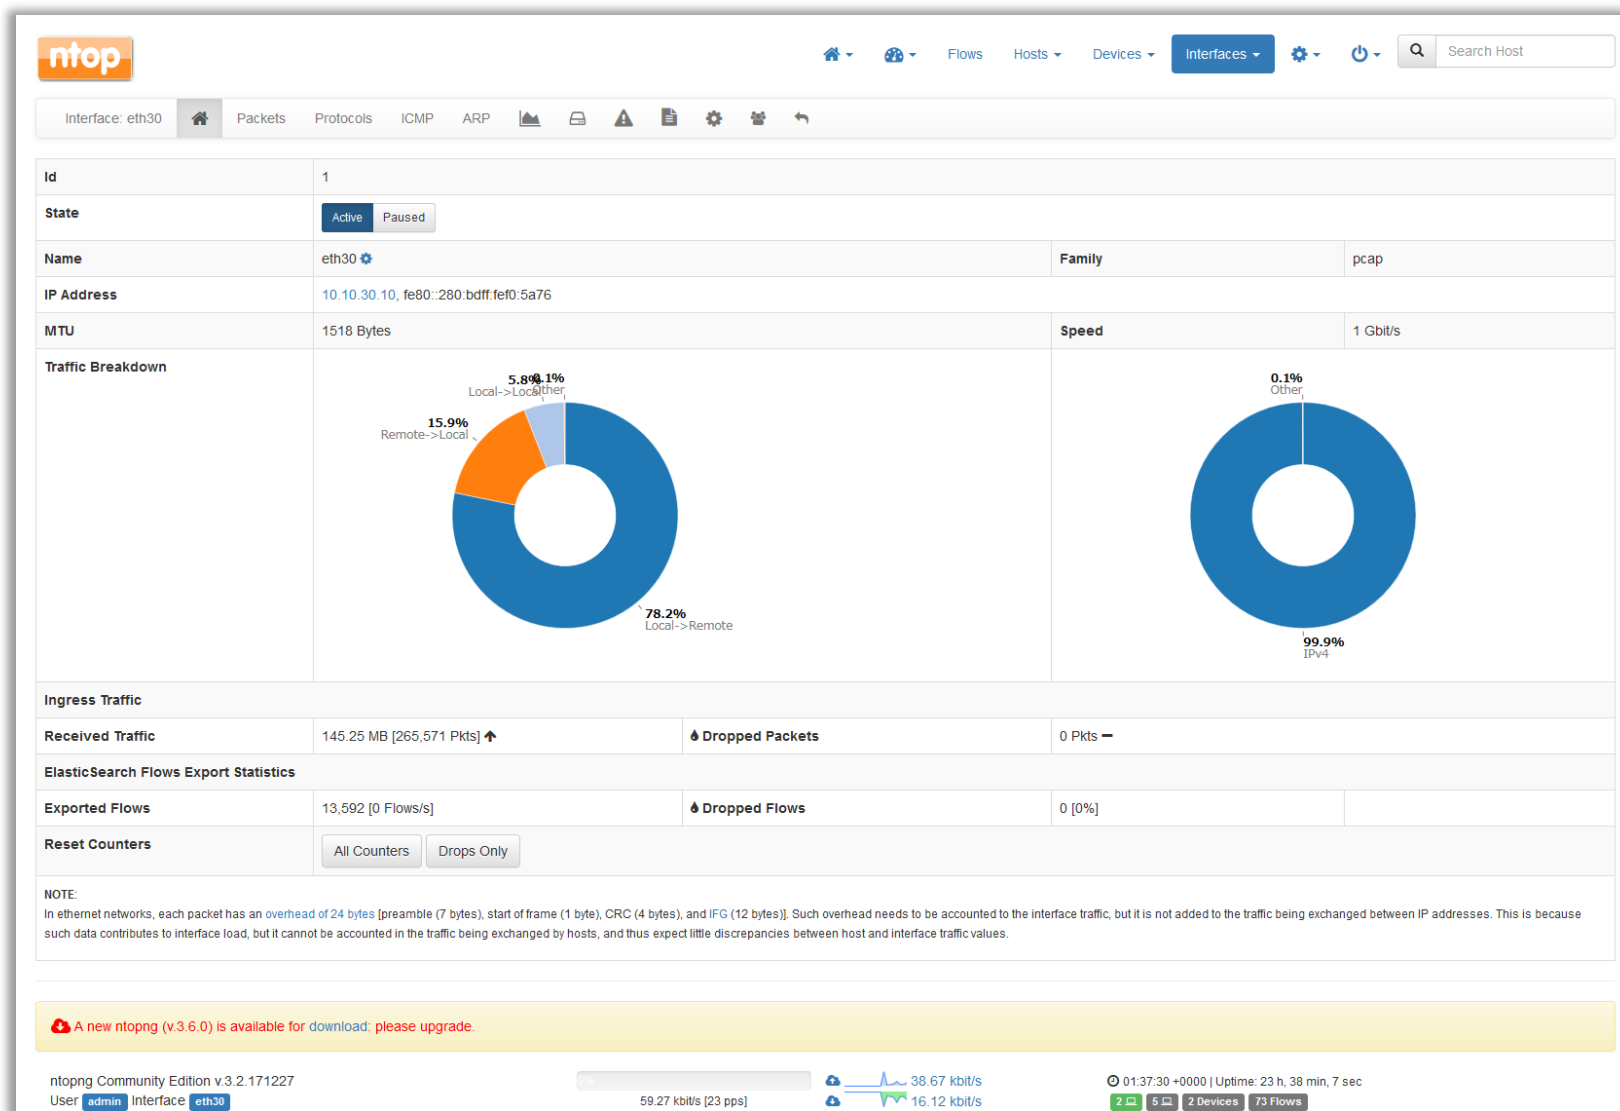 ntop
Flows Hosts Devices Interfaces Search Host
Interface: eth30 Packets Protocols ICMP ARP
Id 1
State Active Paused
Name eth30 Family pcap
IP Address 10.10.30.10, fe80::280:bdff:fef0:5a76
MTU 1518 Bytes Speed 1 Gbit/s
Traffic Breakdown
5.8% 0.1%
Local->Local Other
15.9%
Remote->Local
78.2%
Local->Remote
0.1%
Other
99.9%
IPv4
Ingress Traffic
Received Traffic 145.25 MB [265,571 Pkts] Dropped Packets 0 Pkts
ElasticSearch Flows Export Statistics
Exported Flows 13,592 [0 Flows/s] Dropped Flows 0 [0%]
Reset Counters All Counters Drops Only
NOTE:
In ethernet networks, each packet has an overhead of 24 bytes [preamble (7 bytes), start of frame (1 byte), CRC (4 bytes), and IFG (12 bytes)]. Such overhead needs to be accounted to the interface traffic, but it is not added to the traffic being exchanged between IP addresses. This is because
such data contributes to interface load, but it cannot be accounted in the traffic being exchanged by hosts, and thus expect little discrepancies between host and interface traffic values.
A new ntopng (v.3.6.0) is available for download: please upgrade.
ntopng Community Edition v.3.2.171227 38.67 kbit/s 01:37:30 +0000 | Uptime: 23 h, 38 min, 7 sec
User admin Interface eth30 59.27 kbit/s [23 pps] 16.12 kbit/s 2 5 2 Devices 73 Flows